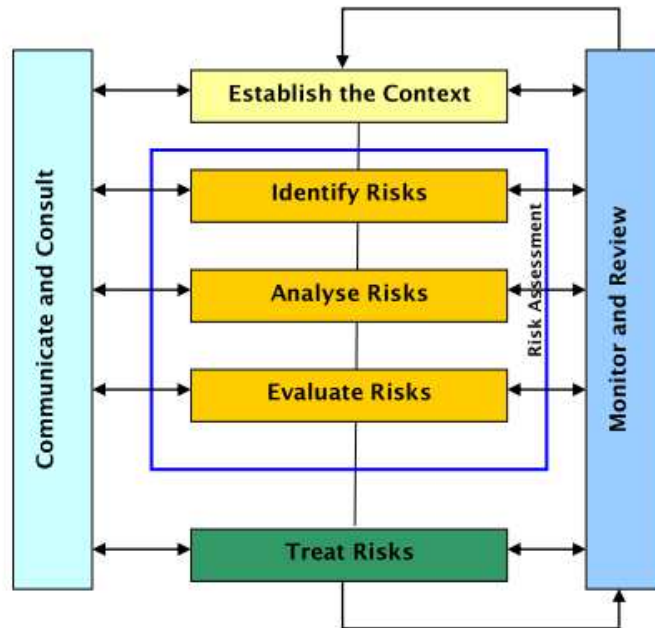 Communicate and Consult
Establish the Context
Identify Risks
Analyse Risks
Evaluate Risks
Risk Assessment
Treat Risks
Monitor and Review